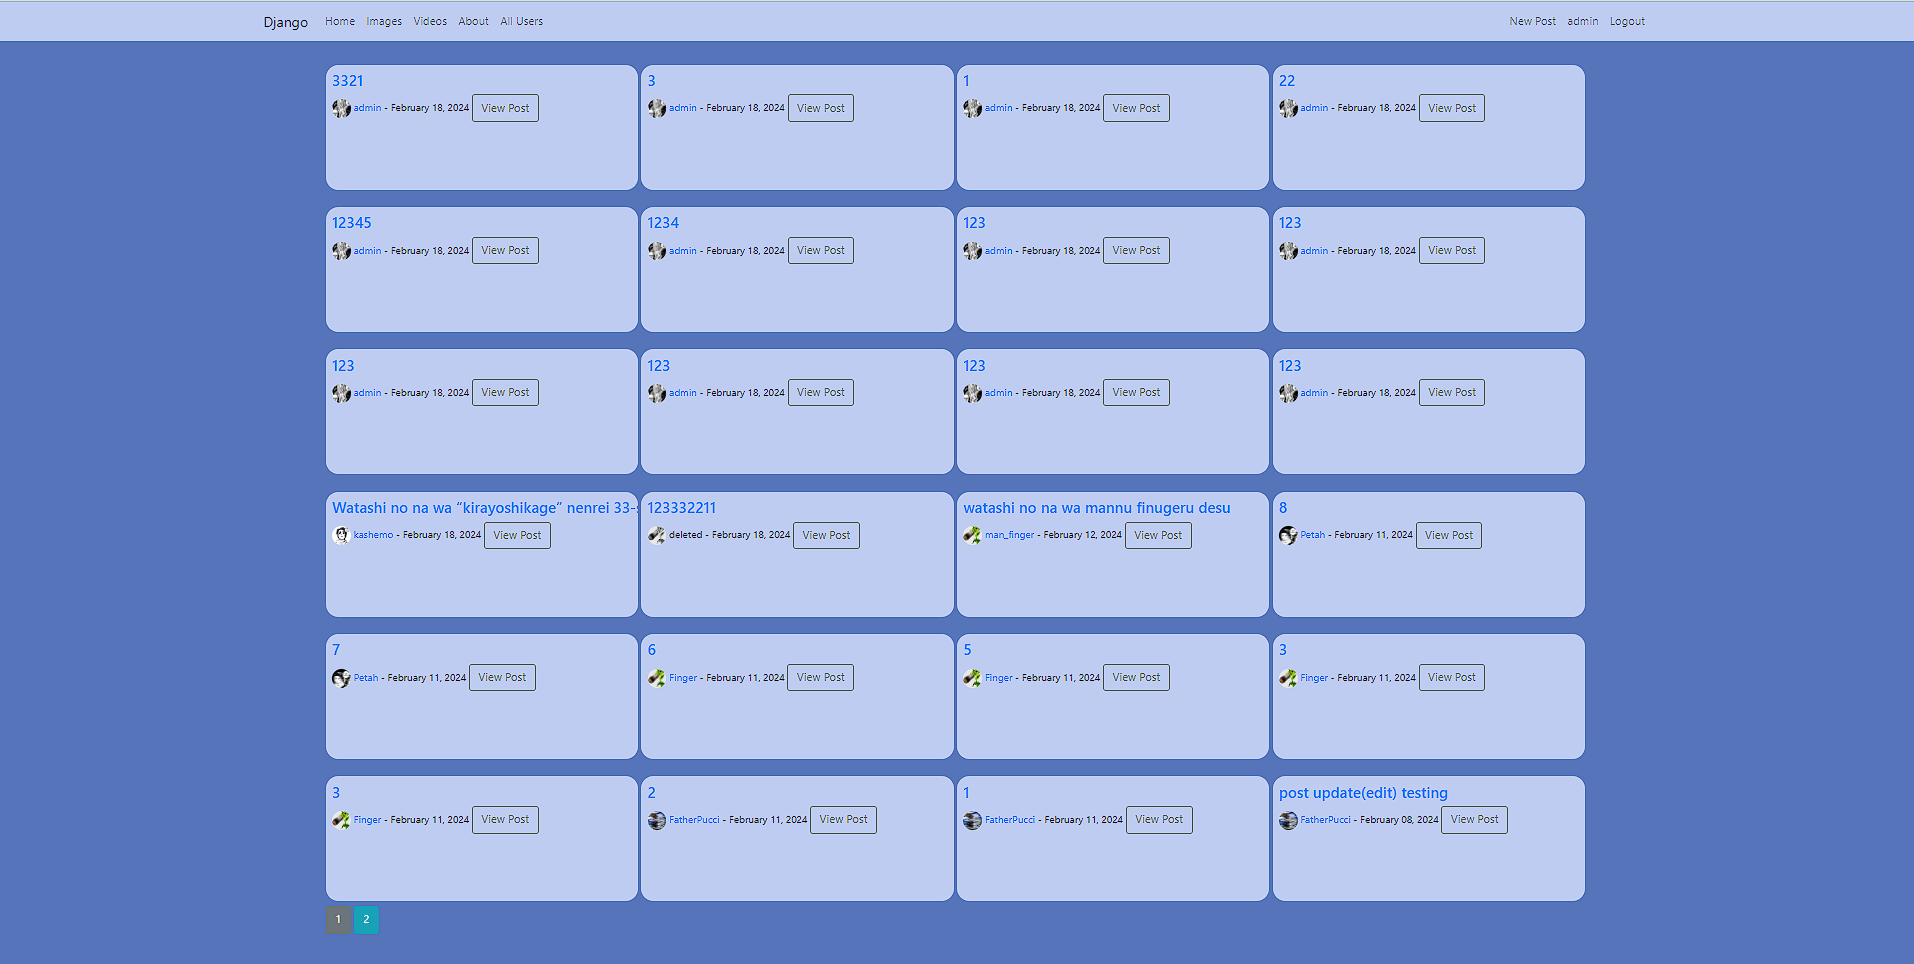 Django Home Images Videos About All Users New Post admin Logout
3321
admin - February 18, 2024 View Post
3
admin - February 18, 2024 View Post
1
admin - February 18, 2024 View Post
22
admin - February 18, 2024 View Post
12345
admin - February 18, 2024 View Post
1234
admin - February 18, 2024 View Post
123
admin - February 18, 2024 View Post
123
admin - February 18, 2024 View Post
123
admin - February 18, 2024 View Post
123
admin - February 18, 2024 View Post
123
admin - February 18, 2024 View Post
123
admin - February 18, 2024 View Post
Watashi no na wa “kirayoshikage” nenrei 33-
kashemo - February 18, 2024 View Post
123332211
deleted - February 18, 2024 View Post
watashi no na wa mannu finugeru desu
man_finger - February 12, 2024 View Post
8
Petah - February 11, 2024 View Post
7
Petah - February 11, 2024 View Post
6
Finger - February 11, 2024 View Post
5
Finger - February 11, 2024 View Post
3
Finger - February 11, 2024 View Post
3
Finger - February 11, 2024 View Post
2
FatherPucci - February 11, 2024 View Post
1
FatherPucci - February 11, 2024 View Post
post update(edit) testing
FatherPucci - February 08, 2024 View Post
1 2